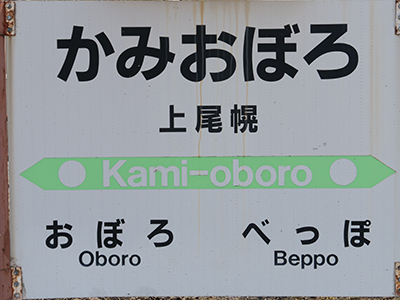 かみおぼろ
上尾幌
Kami-oboro
おぼろ べっぽ
Oboro Beppo